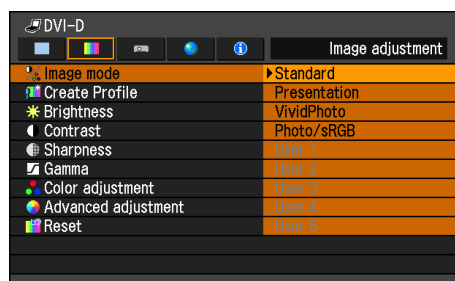 DVI-D
Image adjustment
Image mode
Standard
Create Profile
Presentation
Brightness
VividPhoto
Contrast
Photo/sRGB
Sharpness
User 1
Gamma
User 2
Color adjustment
User 3
Advanced adjustment
User 4
Reset
User 5